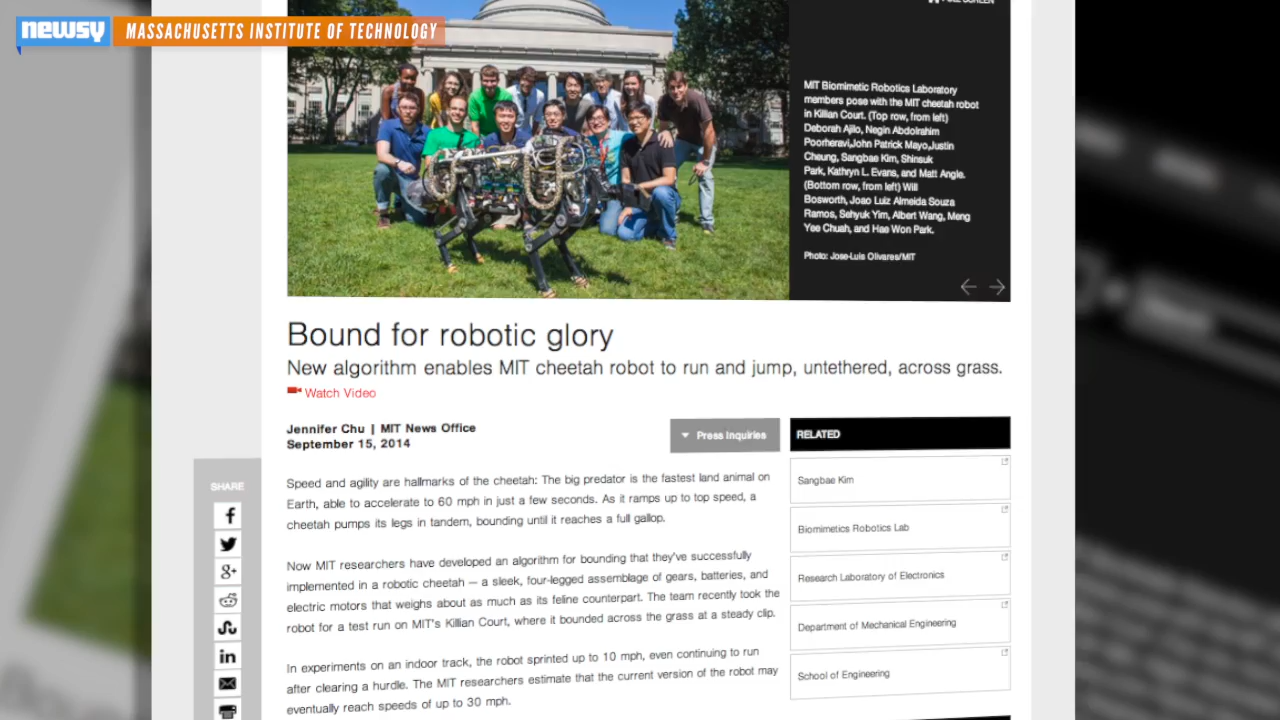 newsy
MASSACHUSETTS INSTITUTE OF TECHNOLOGY
SCREEN
MIT Biomimetic Robotics Laboratory
members pose with the MIT cheetah robot
in Killian Court. (Top row, from left)
Deborah Ajilo, Negin Abdolrahim
Poorheravi,John Patrick Mayo,Justin
Cheung, Sangbae Kim, Shinsuk
Park, Kathryn L. Evans, and Matt Angle.
(Bottom row, from left) Will
Bosworth, Joao Luiz Almeida Souza
Ramos, Sehyuk Yim, Albert Wang, Meng
Yee Chuah, and Hae Won Park.
Photo: Jose-Luis Olivares/MIT
Bound for robotic glory
New algorithm enables MIT cheetah robot to run and jump, untethered, across grass.
Watch Video
Jennifer Chu | MIT News Office
September 15, 2014
Press Inquiries
SHARE
Speed and agility are hallmarks of the cheetah: The big predator is the fastest land animal on
Earth, able to accelerate to 60 mph in just a few seconds. As it ramps up to top speed, a
cheetah pumps its legs in tandem, bounding until it reaches a full gallop.
Now MIT researchers have developed an algorithm for bounding that they've successfully
implemented in a robotic cheetah — a sleek, four-legged assemblage of gears, batteries, and
electric motors that weighs about as much as its feline counterpart. The team recently took the
robot for a test run on MIT's Killian Court, where it bounded across the grass at a steady clip.
In experiments on an indoor track, the robot sprinted up to 10 mph, even continuing to run
after clearing a hurdle. The MIT researchers estimate that the current version of the robot may
eventually reach speeds of up to 30 mph.
RELATED
Sangbae Kim
Biomimetics Robotics Lab
Research Laboratory of Electronics
Department of Mechanical Engineering
School of Engineering